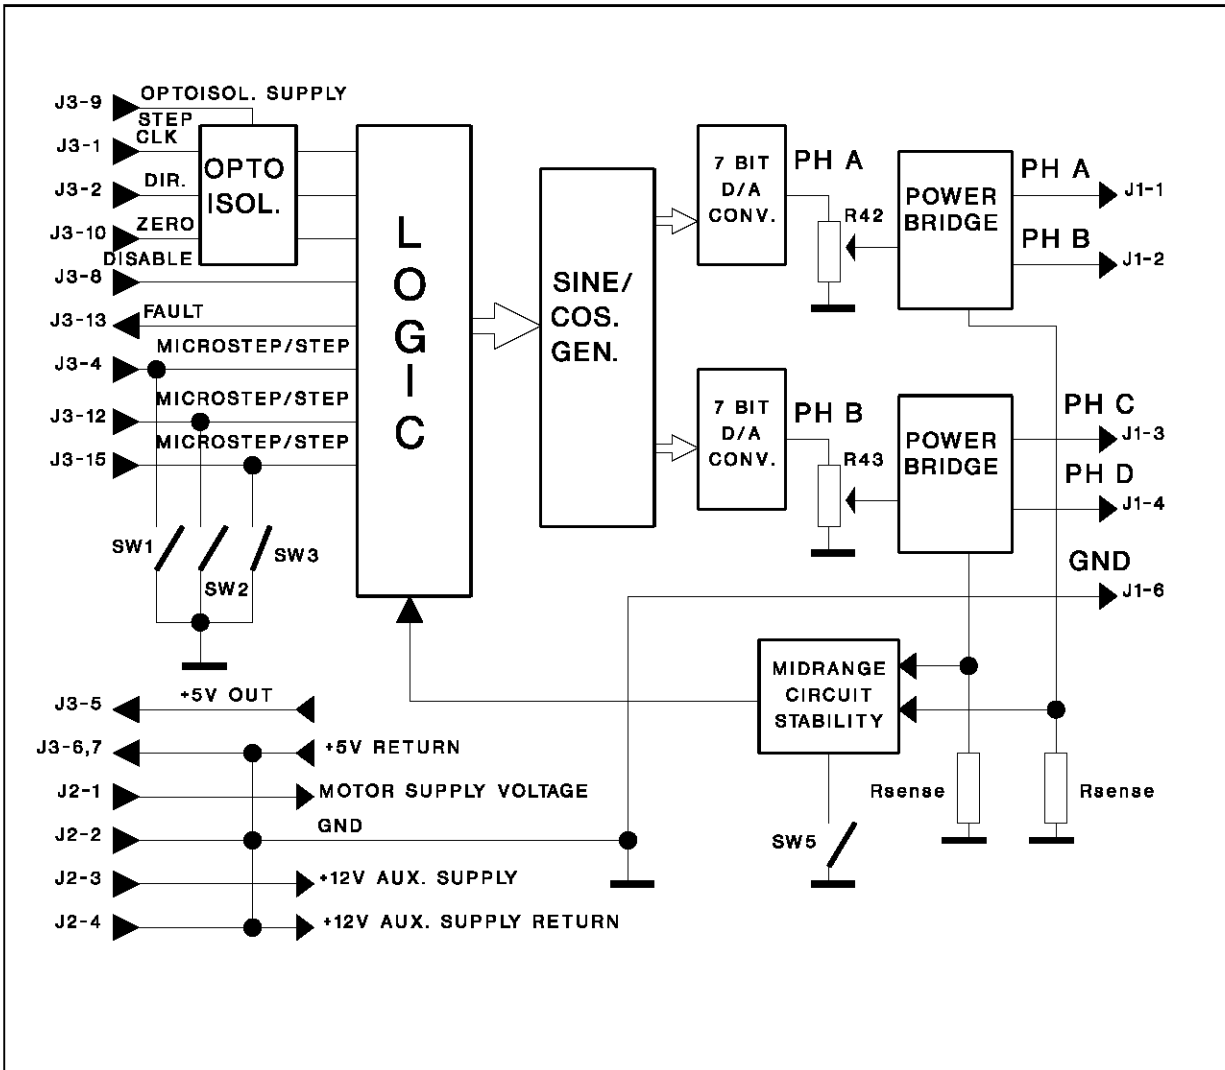 J3-9 OPTOISOL. SUPPLY
STEP
J3-1 CLK
J3-2 DIR.
J3-10 ZERO
DISABLE
J3-8
J3-13 FAULT
MICROSTEP/STEP
J3-4
J3-12 MICROSTEP/STEP
MICROSTEP/STEP
J3-15
OPTO
ISOL.
LOGIC
SINE/
COS.
GEN.
7 BIT
D/A
CONV.
PH A
R42
POWER
BRIDGE
PH A
J1-1
PH B
J1-2
7 BIT
D/A
CONV.
PH B
R43
POWER
BRIDGE
PH C
J1-3
PH D
J1-4
GND
J1-6
SW1
SW2
SW3
MIDRANGE
CIRCUIT
STABILITY
Rsense
Rsense
SW5
J3-5 +5V OUT
J3-6,7 +5V RETURN
J2-1 MOTOR SUPPLY VOLTAGE
J2-2 GND
J2-3 +12V AUX. SUPPLY
J2-4 +12V AUX. SUPPLY RETURN